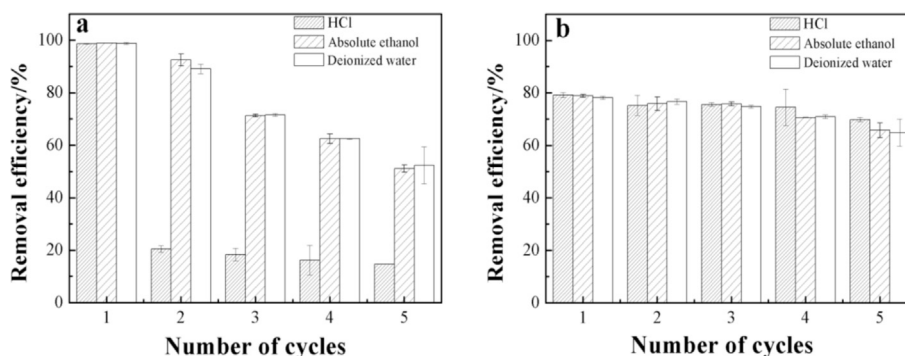 a
HCl
Absolute ethanol
Deionized water
Removal efficiency/%
100
80
60
40
20
0
1 2 3 4 5
Number of cycles
b
HCl
Absolute ethanol
Deionized water
Removal efficiency/%
100
80
60
40
20
0
1 2 3 4 5
Number of cycles